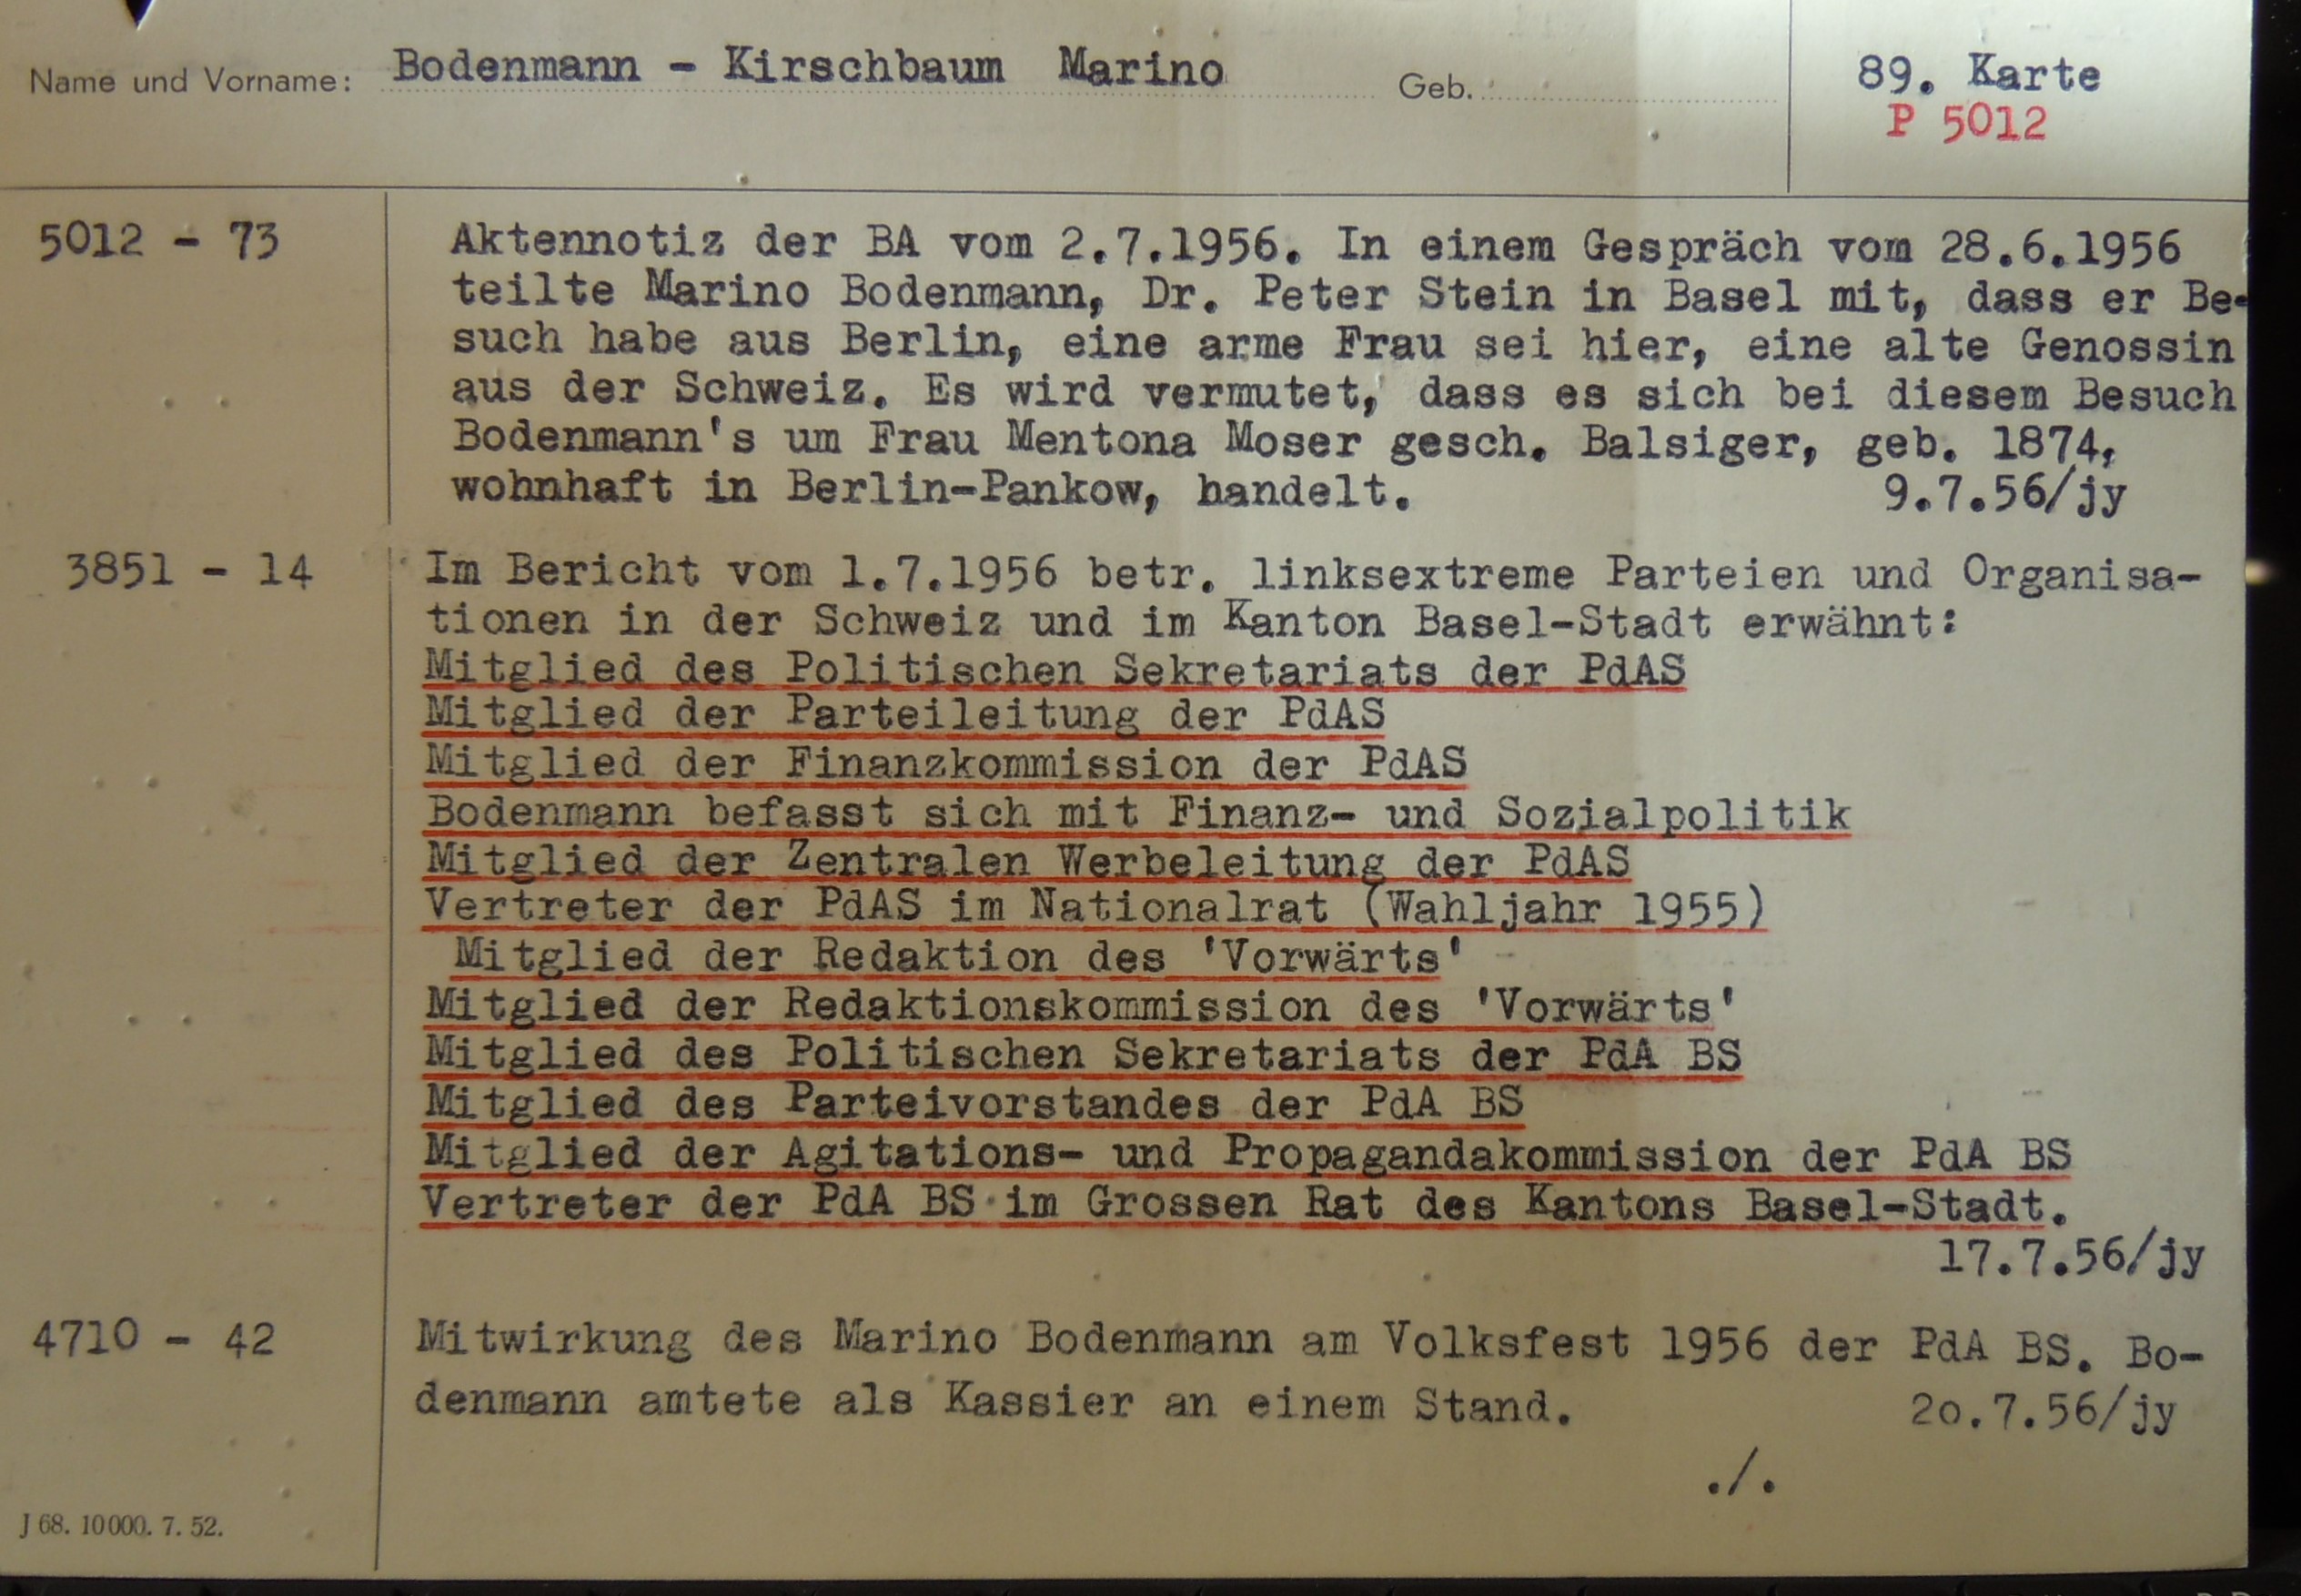 Name und Vorname: Bodenmann - Kirschbaum Marino Geb. 89. Karte
P 5012
5012 - 73 Aktennotiz der BA vom 2.7.1956. In einem Gespräch vom 28.6.1956
teilte Marino Bodenmann, Dr. Peter Stein in Basel mit, dass er Be-
such habe aus Berlin, eine arme Frau sei hier, eine alte Genossin
aus der Schweiz. Es wird vermutet, dass es sich bei diesem Besuch
Bodenmann's um Frau Mentona Moser gesch. Balsiger, geb. 1874,
wohnhaft in Berlin-Pankow, handelt. 9.7.56/jy
3851 - 14 Im Bericht vom 1.7.1956 betr. linksextreme Parteien und Organisa-
tionen in der Schweiz und im Kanton Basel-Stadt erwähnt:
Mitglied des Politischen Sekretariats der PdAS
Mitglied der Parteileitung der PdAS
Mitglied der Finanzkommission der PdAS
Bodenmann befasst sich mit Finanz- und Sozialpolitik
Mitglied der Zentralen Werbeleitung der PdAS
Vertreter der PdAS im Nationalrat (Wahljahr 1955)
Mitglied der Redaktion des 'Vorwärts'
Mitglied der Redaktionskommission des 'Vorwärts'
Mitglied des Politischen Sekretariats der PdA BS
Mitglied des Parteivorstandes der PdA BS
Mitglied der Agitations- und Propagandakommission der PdA BS
Vertreter der PdA BS im Grossen Rat des Kantons Basel-Stadt.
17.7.56/jy
4710 - 42 Mitwirkung des Marino Bodenmann am Volksfest 1956 der PdA BS. Bo-
denmann amtete als Kassier an einem Stand. 20.7.56/jy
./.
J 68. 10000. 7. 52.